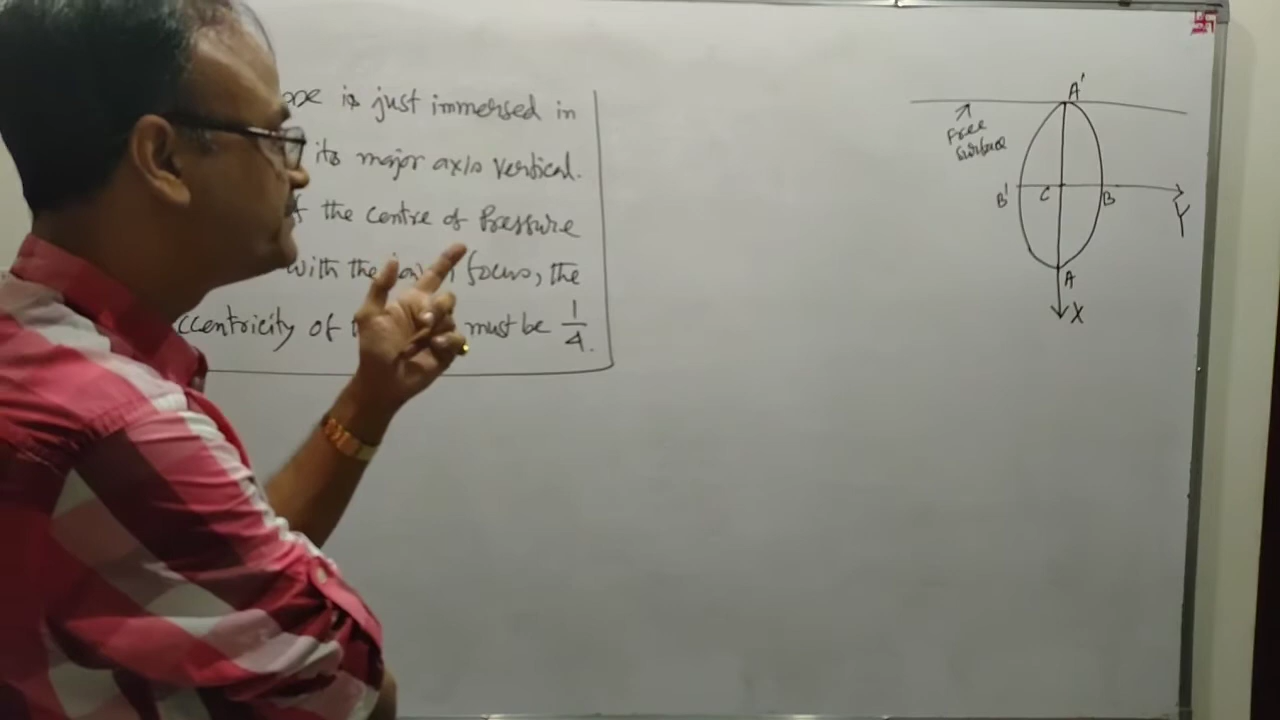 is just immersed in
its major axis vertical.
the centre of Pressure
with the focus, the
ccentricity of must be 1/4.
A'
Free
surface
B' C B
Y
A
X